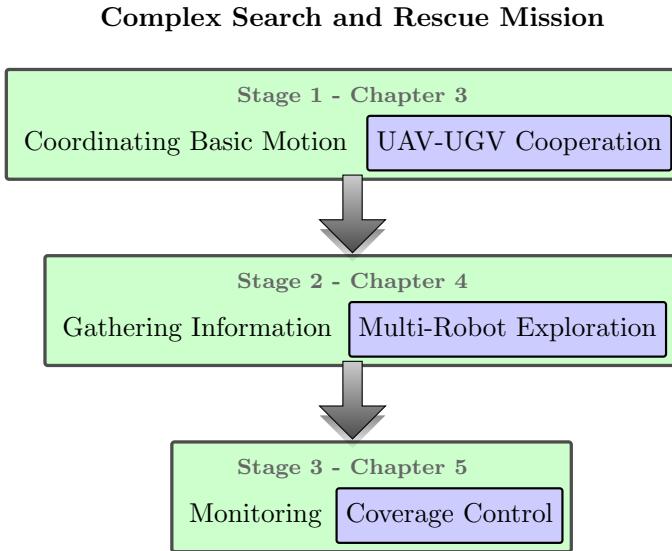 Complex Search and Rescue Mission
Stage 1 - Chapter 3
Coordinating Basic Motion UAV-UGV Cooperation
Stage 2 - Chapter 4
Gathering Information Multi-Robot Exploration
Stage 3 - Chapter 5
Monitoring Coverage Control